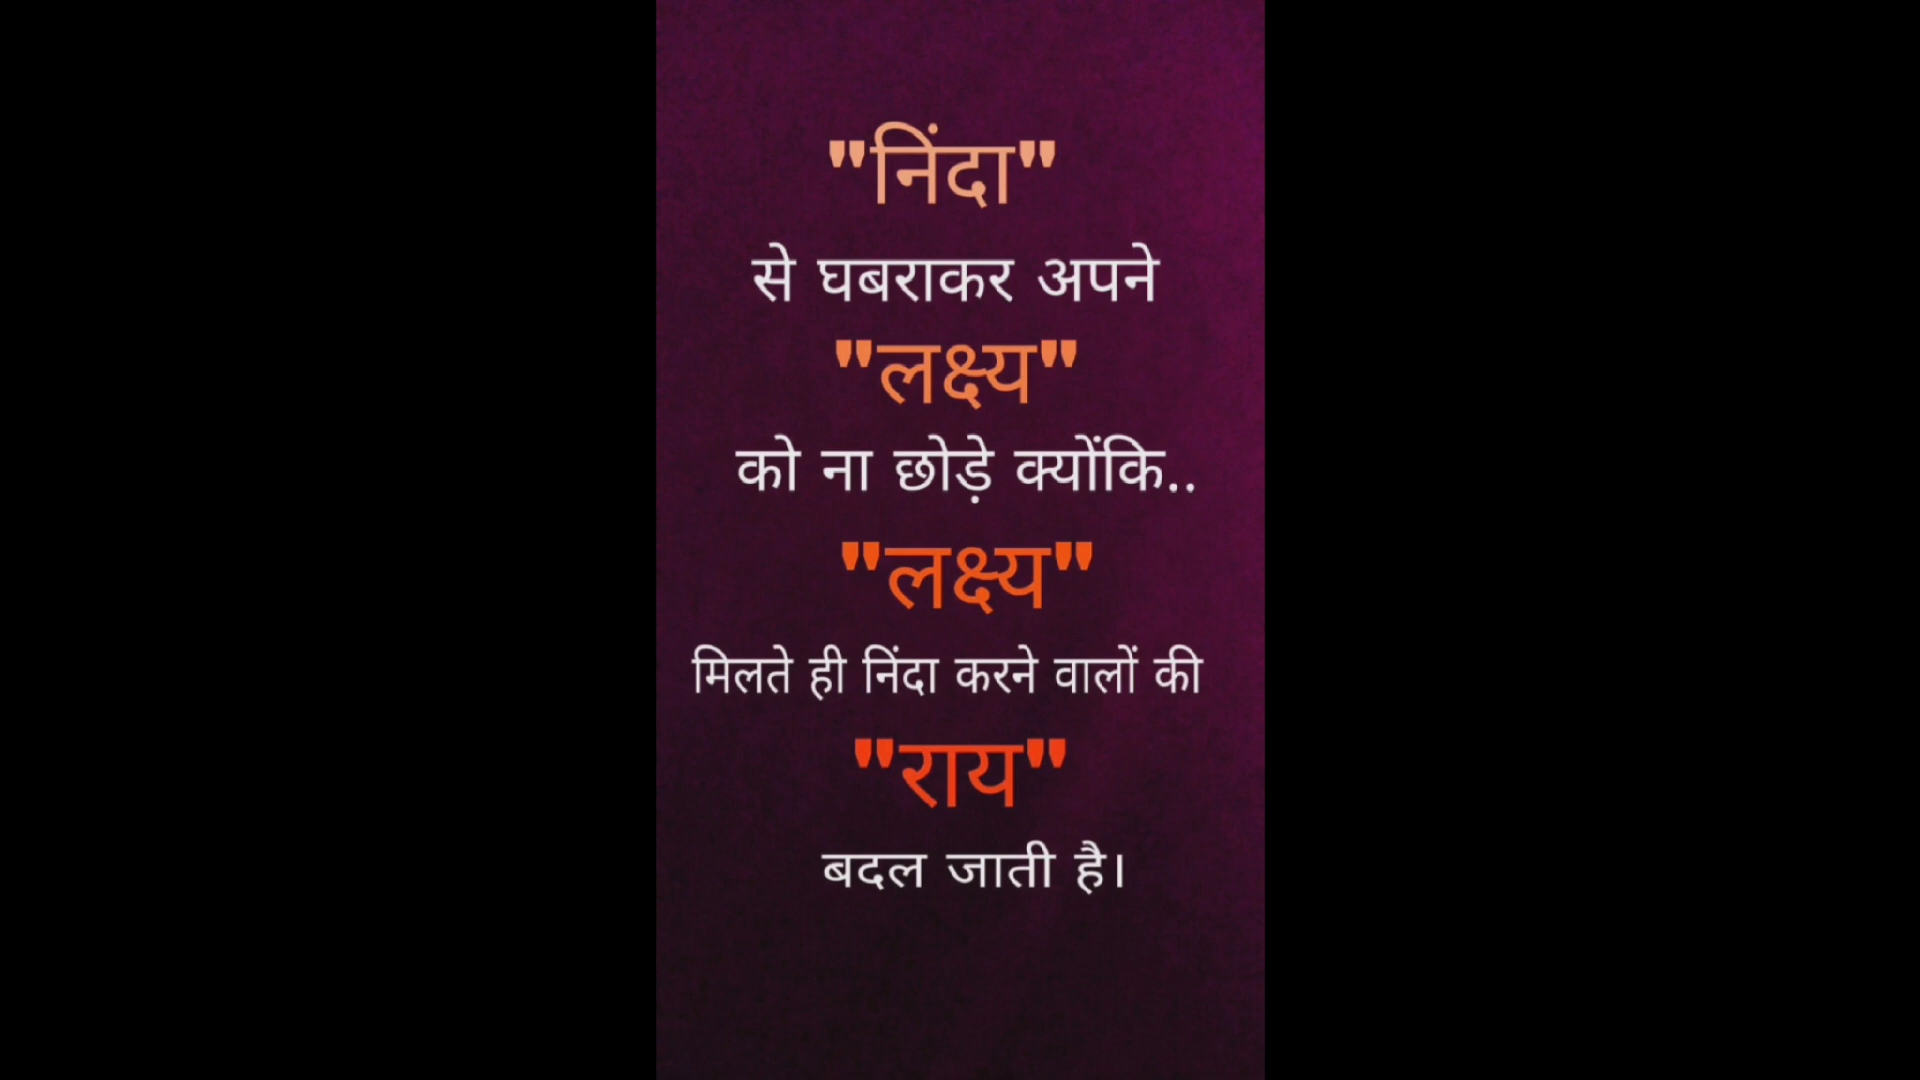 "निंदा"
से घबराकर अपने
"लक्ष्य"
को ना छोड़े क्योंकि..
"लक्ष्य"
मिलते ही निंदा करने वालों की
"राय"
बदल जाती है।